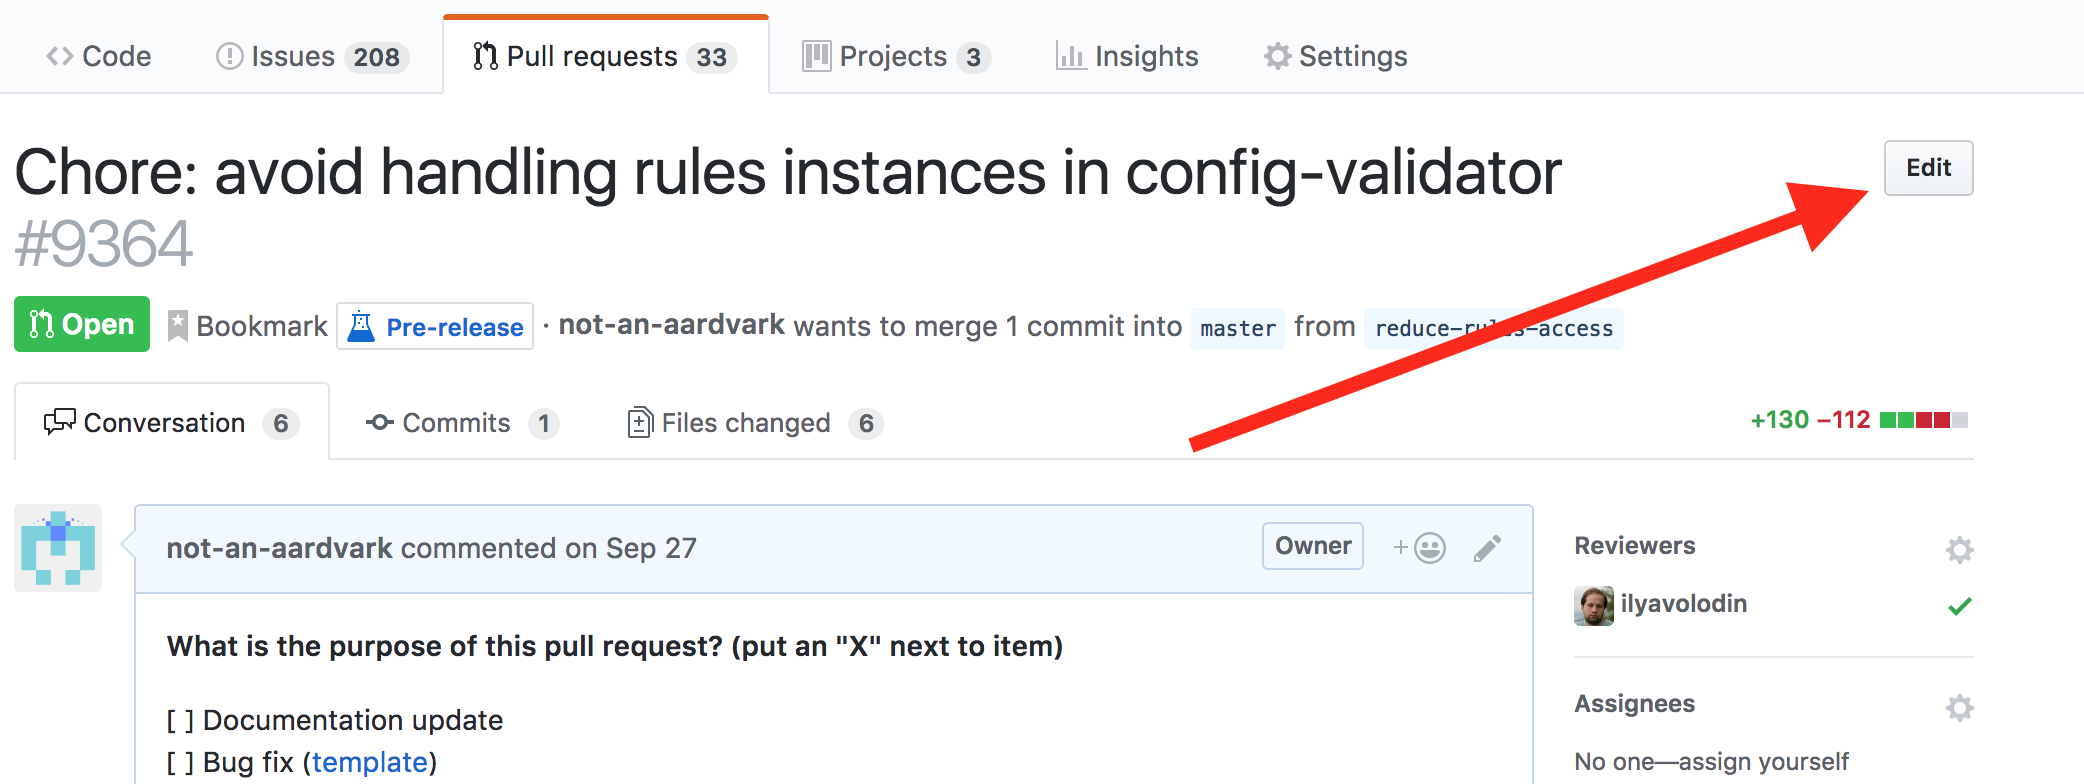 Code Issues 208 Pull requests 33 Projects 3 Insights Settings
Chore: avoid handling rules instances in config-validator
#9364
Edit
Open Bookmark Pre-release · not-an-aardvark wants to merge 1 commit into master from reduce-rules-access
Conversation 6 Commits 1 Files changed 6 +130 −112
not-an-aardvark commented on Sep 27 Owner +
What is the purpose of this pull request? (put an "X" next to item)
[ ] Documentation update
[ ] Bug fix (template)
Reviewers
ilyavolodin
Assignees
No one—assign yourself